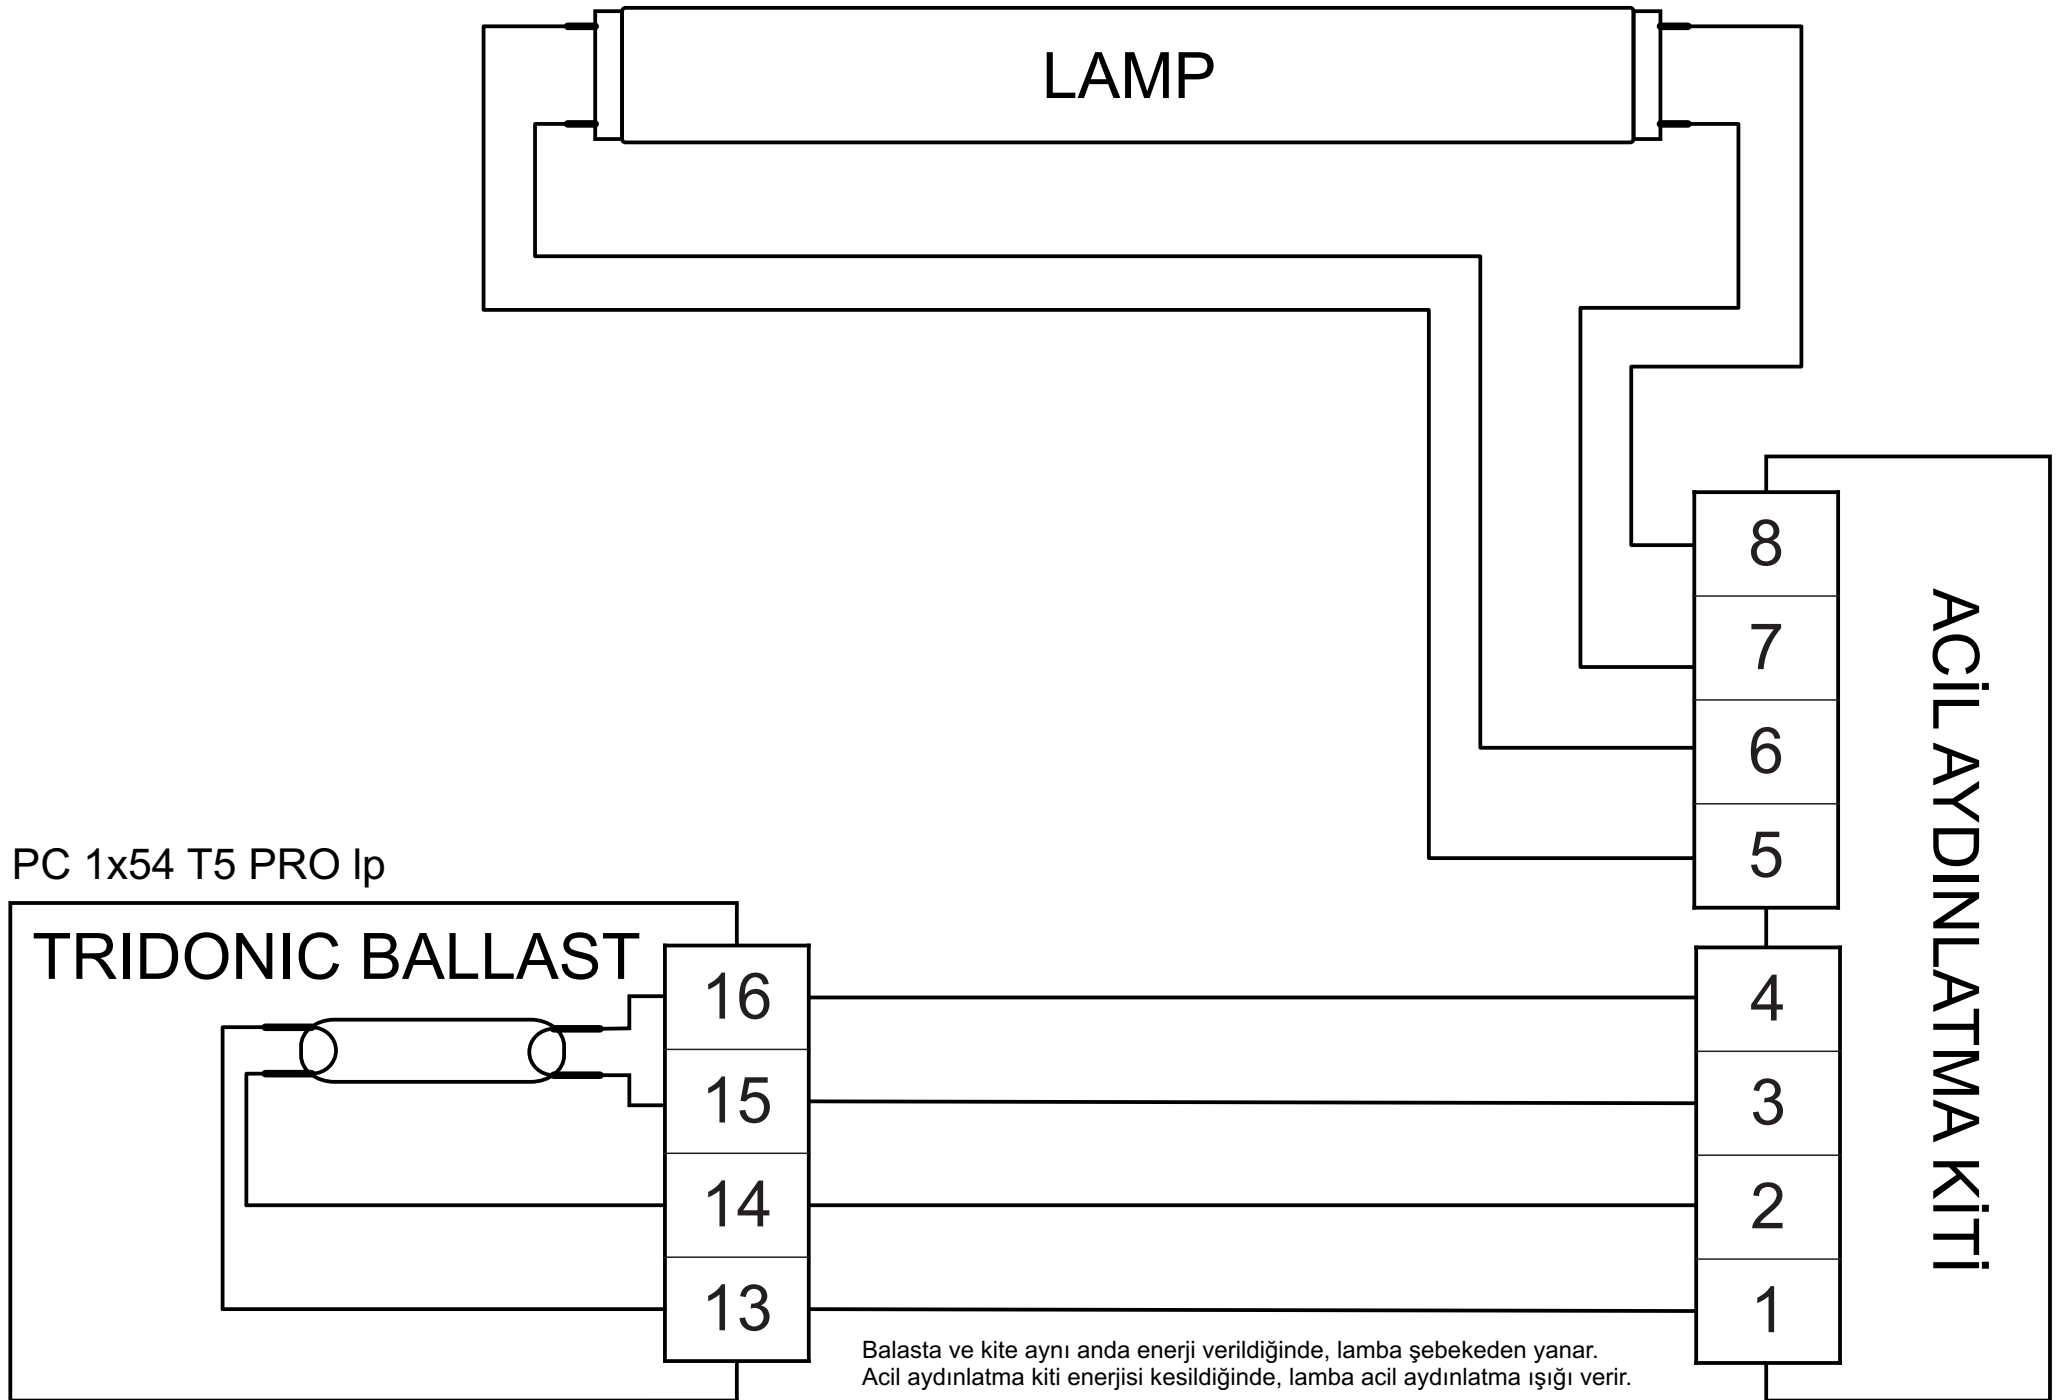 LAMP
8
7
6
5
4
3
2
1
ACİL AYDINLATMA KİTİ
PC 1x54 T5 PRO lp
TRIDONIC BALLAST
16
15
14
13
Balasta ve kite aynı anda enerji verildiğinde, lamba şebekeden yanar.
Acil aydınlatma kiti enerjisi kesildiğinde, lamba acil aydınlatma ışığı verir.